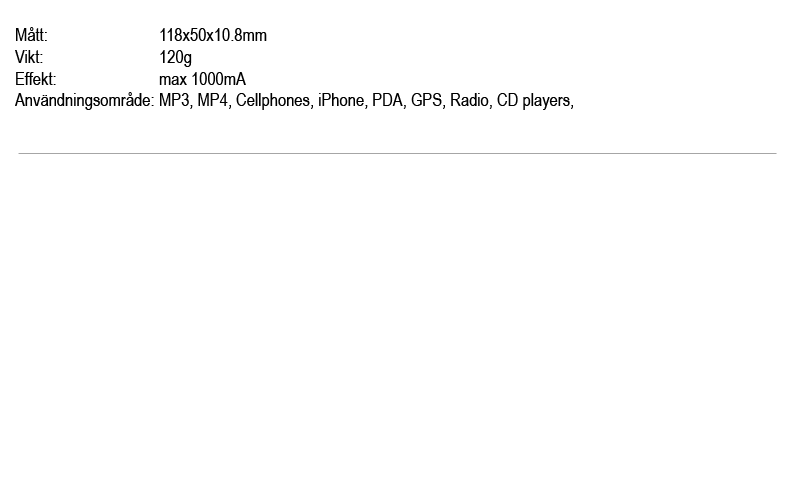 Mått: 118x50x10.8mm
Vikt: 120g
Effekt: max 1000mA
Användningsområde: MP3, MP4, Cellphones, iPhone, PDA, GPS, Radio, CD players,